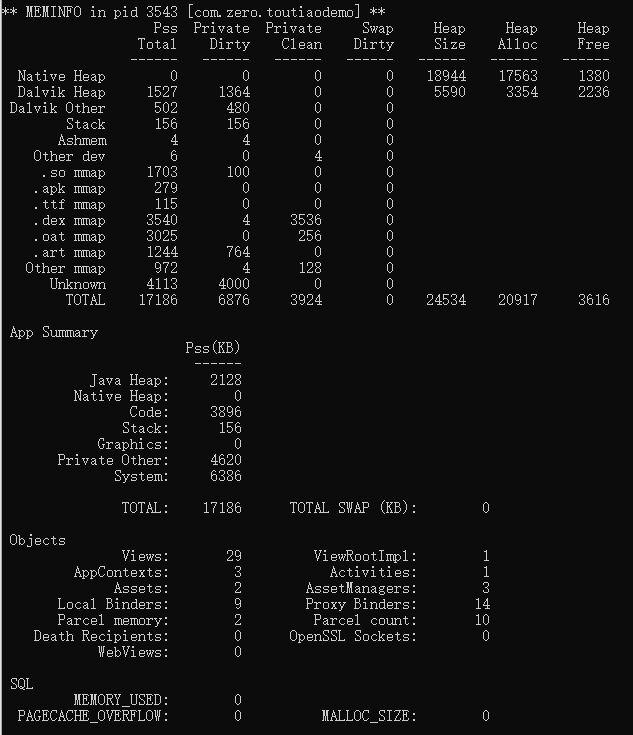 ** MEMINFO in pid 3543 [com.zero.toutiaodemo] **
Pss Private Private Swap Heap Heap Heap
Total Dirty Clean Dirty Size Alloc Free
------ ------ ------ ------ ------ ------ ------
Native Heap 0 0 0 0 18944 17563 1380
Dalvik Heap 1527 1364 0 0 5590 3354 2236
Dalvik Other 502 480 0 0
Stack 156 156 0 0
Ashmem 4 4 0 0
Other dev 6 0 4 0
.so mmap 1703 100 0 0
.apk mmap 279 0 0 0
.ttf mmap 115 0 0 0
.dex mmap 3540 4 3536 0
.oat mmap 3025 0 256 0
.art mmap 1244 764 0 0
Other mmap 972 4 128 0
Unknown 4113 4000 0 0
TOTAL 17186 6876 3924 0 24534 20917 3616
App Summary
Pss(KB)
------
Java Heap: 2128
Native Heap: 0
Code: 3896
Stack: 156
Graphics: 0
Private Other: 4620
System: 6386
TOTAL: 17186 TOTAL SWAP (KB): 0
Objects
Views: 29 ViewRootImpl: 1
AppContexts: 3 Activities: 1
Assets: 2 AssetManagers: 3
Local Binders: 9 Proxy Binders: 14
Parcel memory: 2 Parcel count: 10
Death Recipients: 0 OpenSSL Sockets: 0
WebViews: 0
SQL
MEMORY_USED: 0
PAGECACHE_OVERFLOW: 0 MALLOC_SIZE: 0